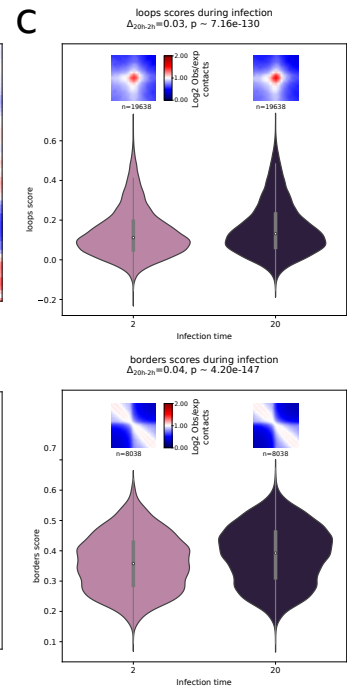 C
loops scores during infection
Δ20h-2h=0.03, p ~ 7.16e-130
2.00
1.00
0.00
Log2 Obs/exp
contacts
n=19638
n=19638
0.6
0.4
0.2
0.0
−0.2
loops score
2
20
Infection time
borders scores during infection
Δ20h-2h=0.04, p ~ 4.20e-147
2.00
1.00
0.00
Log2 Obs/exp
contacts
n=8038
n=8038
0.7
0.6
0.5
0.4
0.3
0.2
0.1
borders score
2
20
Infection time